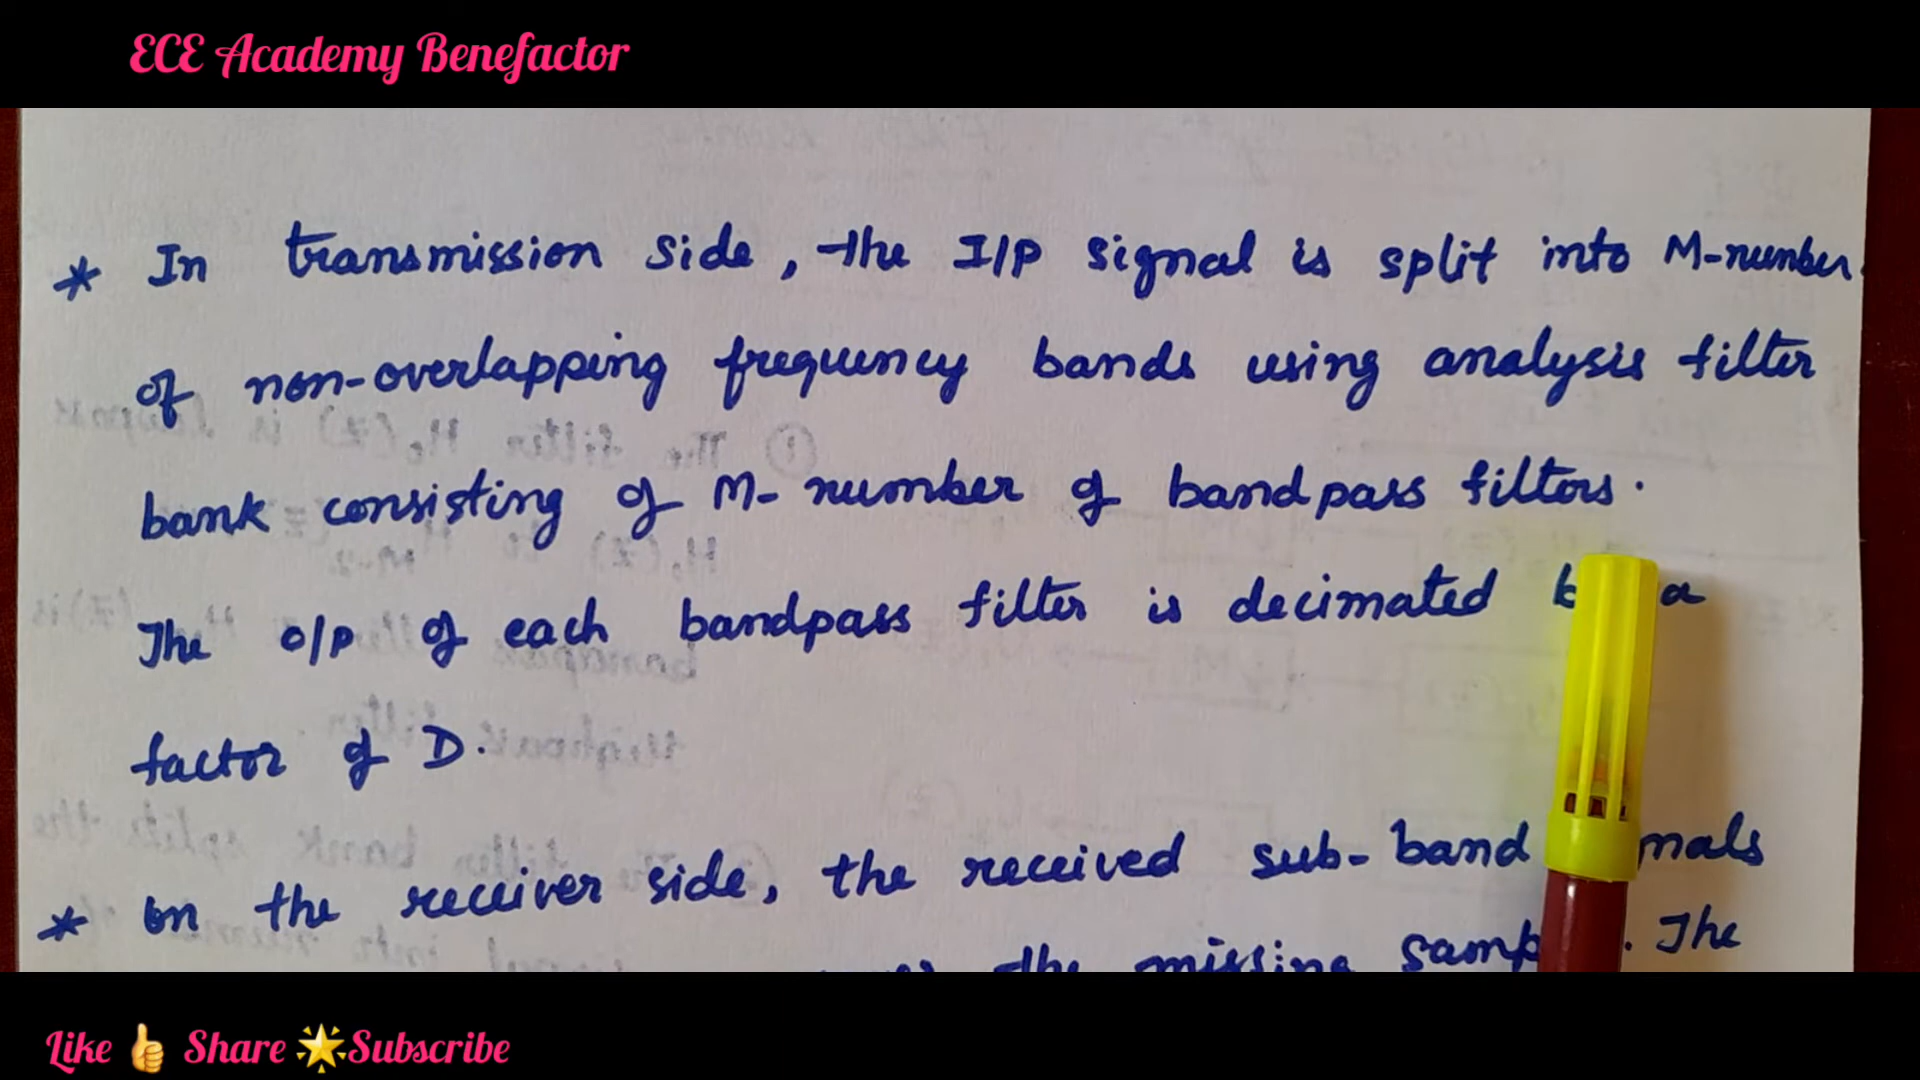 ECE Academy Benefactor
* In transmission side, the I/P signal is split into M-number
of non-overlapping frequency bands using analysis filter
bank consisting of M- number of bandpass filters.
The O/P of each bandpass filter is decimated a
factor of D.
* On the receiver side, the received sub-band
the missing The
Like 👍 Share 🌟Subscribe